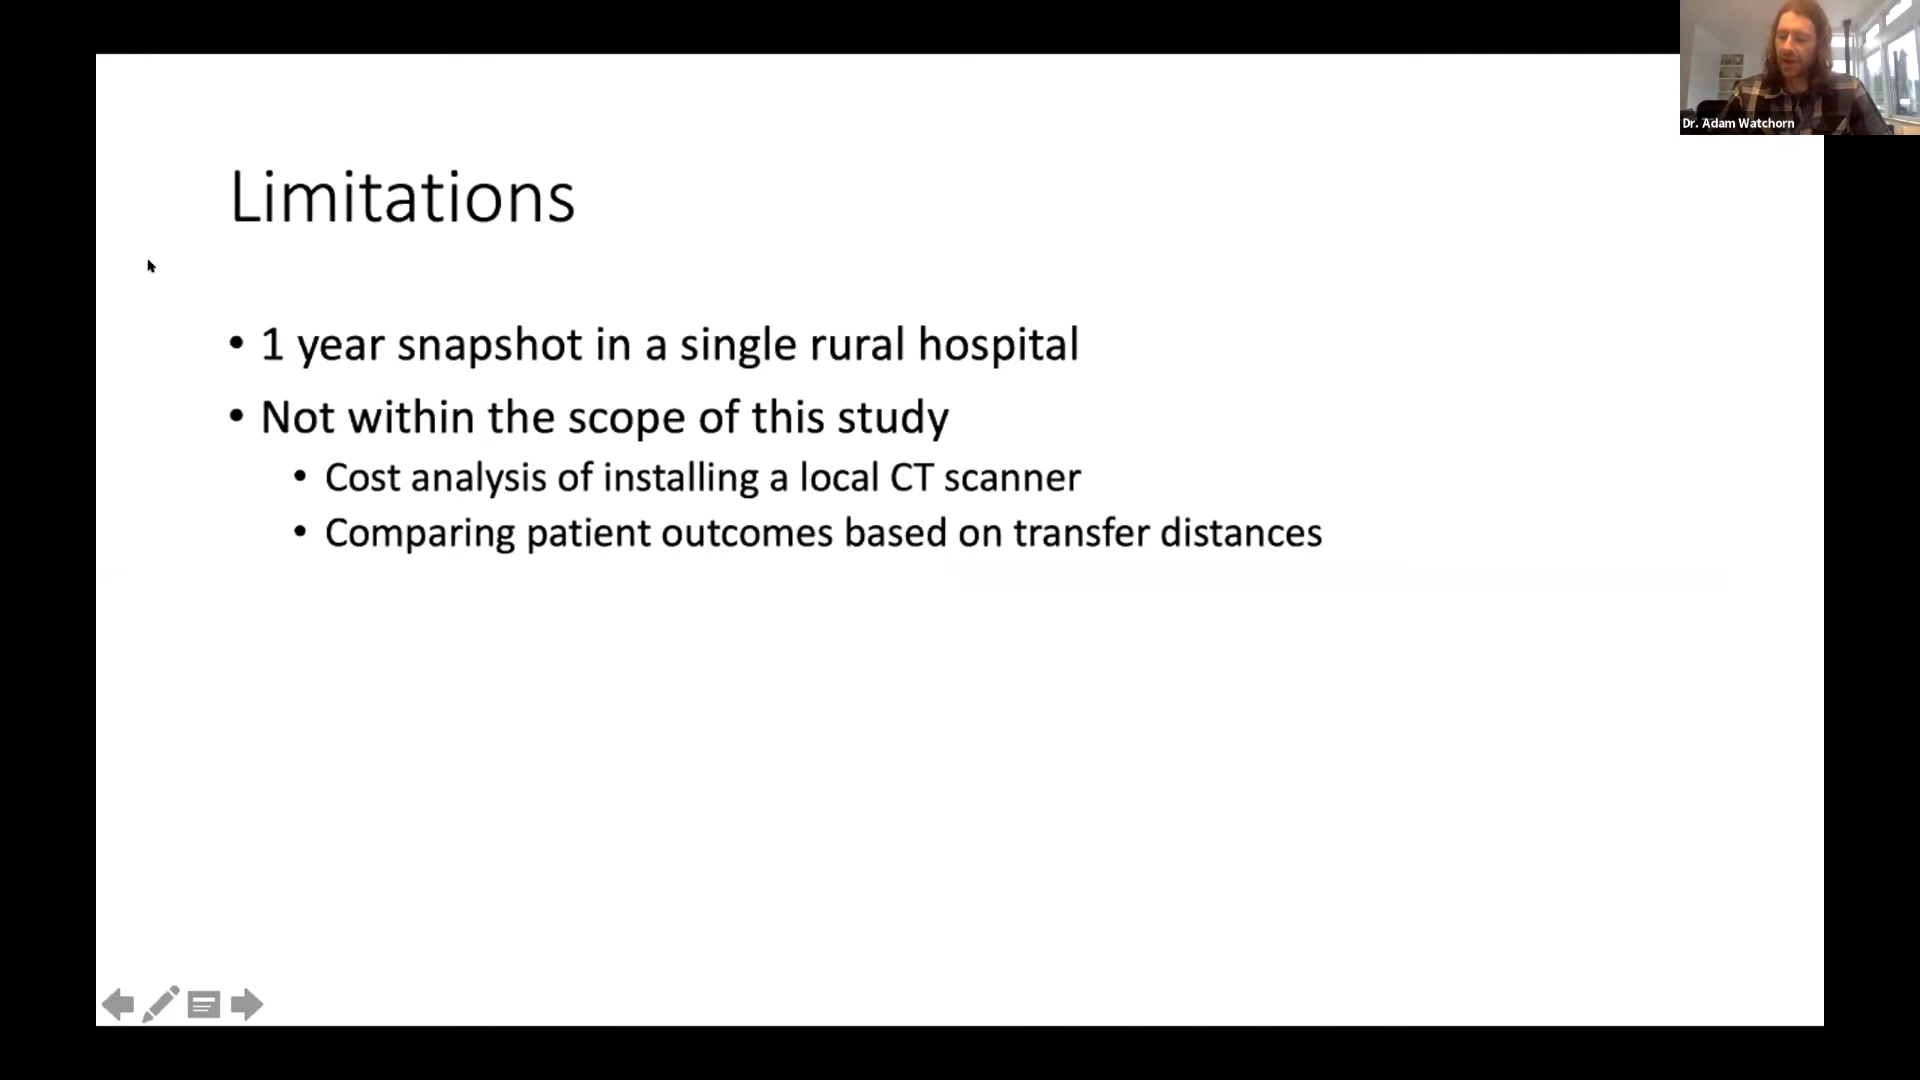 Dr. Adam Watchorn
Limitations
• 1 year snapshot in a single rural hospital
• Not within the scope of this study
• Cost analysis of installing a local CT scanner
• Comparing patient outcomes based on transfer distances